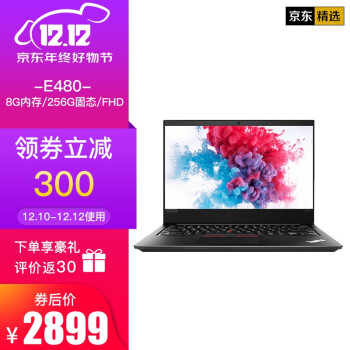 12.12
京东年终好物节
京东 精选
-E480-
8G内存/256G固态/FHD
领券立减
300
12.10-12.12使用
下单享豪礼
评价返30
券后价
¥2899